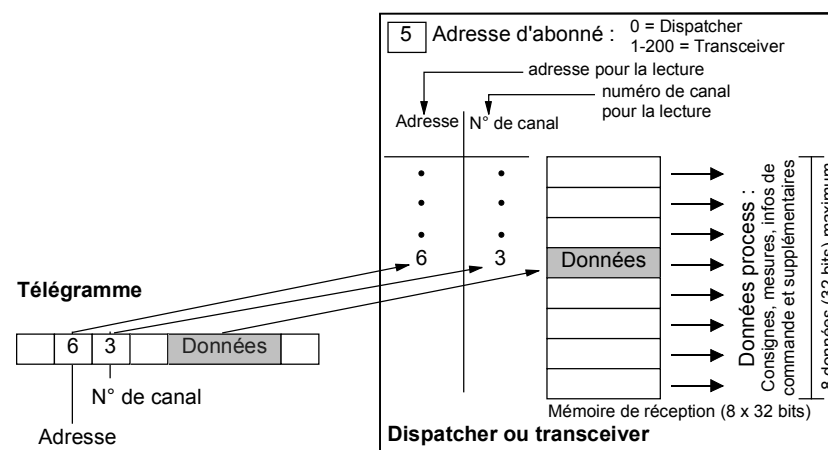 5 Adresse d'abonné : 0 = Dispatcher
1-200 = Transceiver
adresse pour la lecture
numéro de canal
pour la lecture
Adresse N° de canal
6 3 Données
Données process :
Consignes, mesures, infos de
commande et supplémentaires
8 données (32 bits) maximum
Mémoire de réception (8 x 32 bits)
Dispatcher ou transceiver
Télégramme
6 3 Données
N° de canal
Adresse